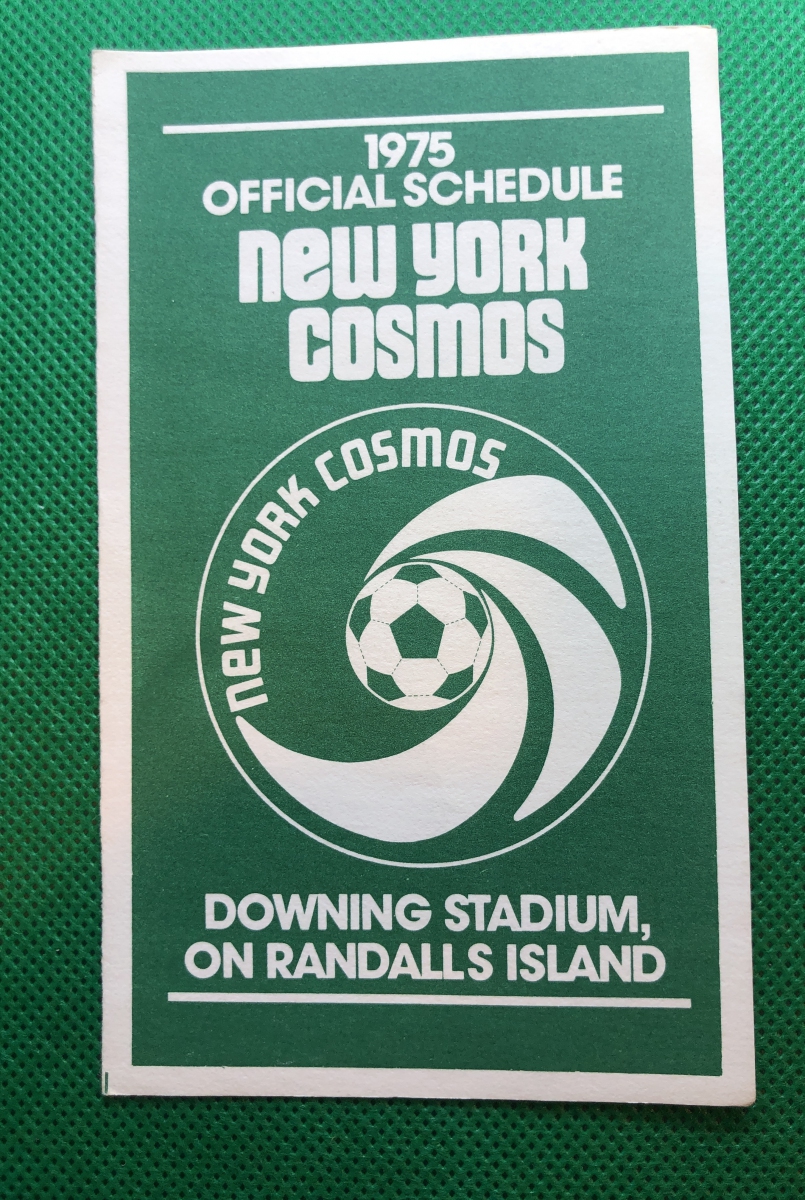 1975
OFFICIAL SCHEDULE
new YORK
COSMOS
new YORK COSMOS
DOWNING STADIUM,
ON RANDALLS ISLAND